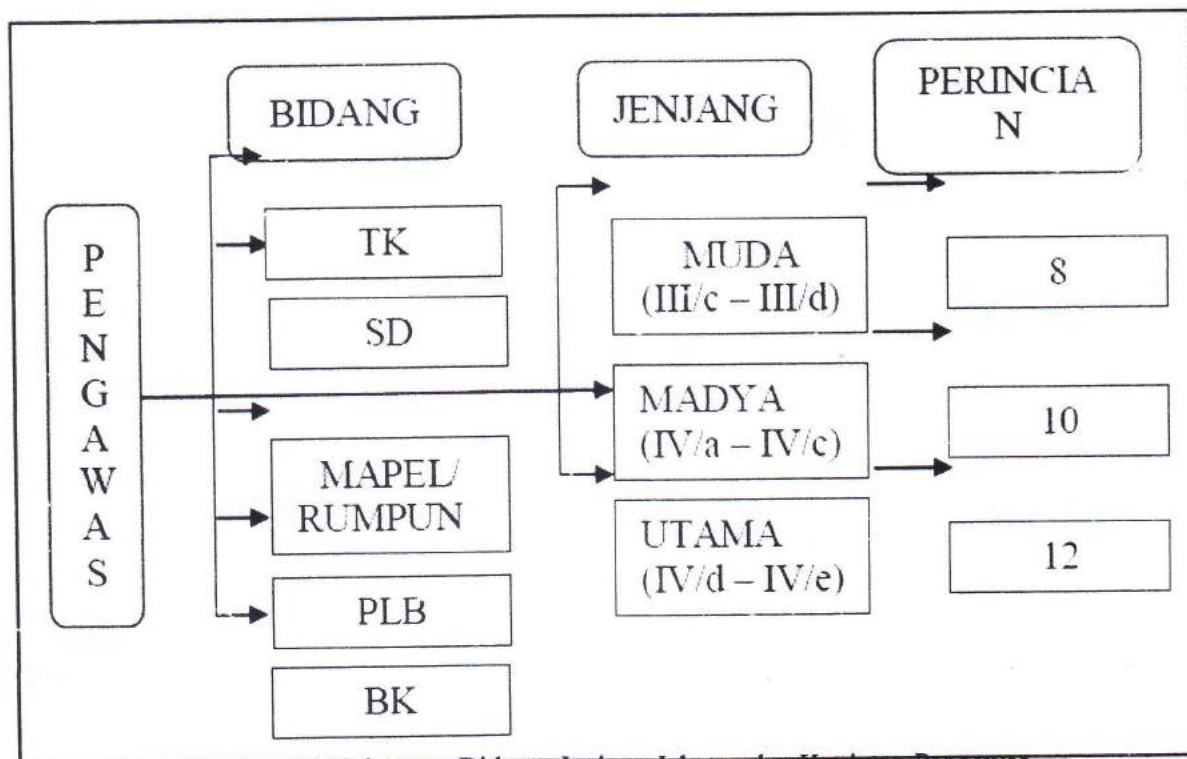 BIDANG
JENJANG
PERINCIA
N
P
E
N
G
A
W
A
S
TK
SD
MAPEL/
RUMPUN
PLB
BK
MUDA
(III/c – III/d)
MADYA
(IV/a – IV/c)
UTAMA
(IV/d – IV/e)
8
10
12